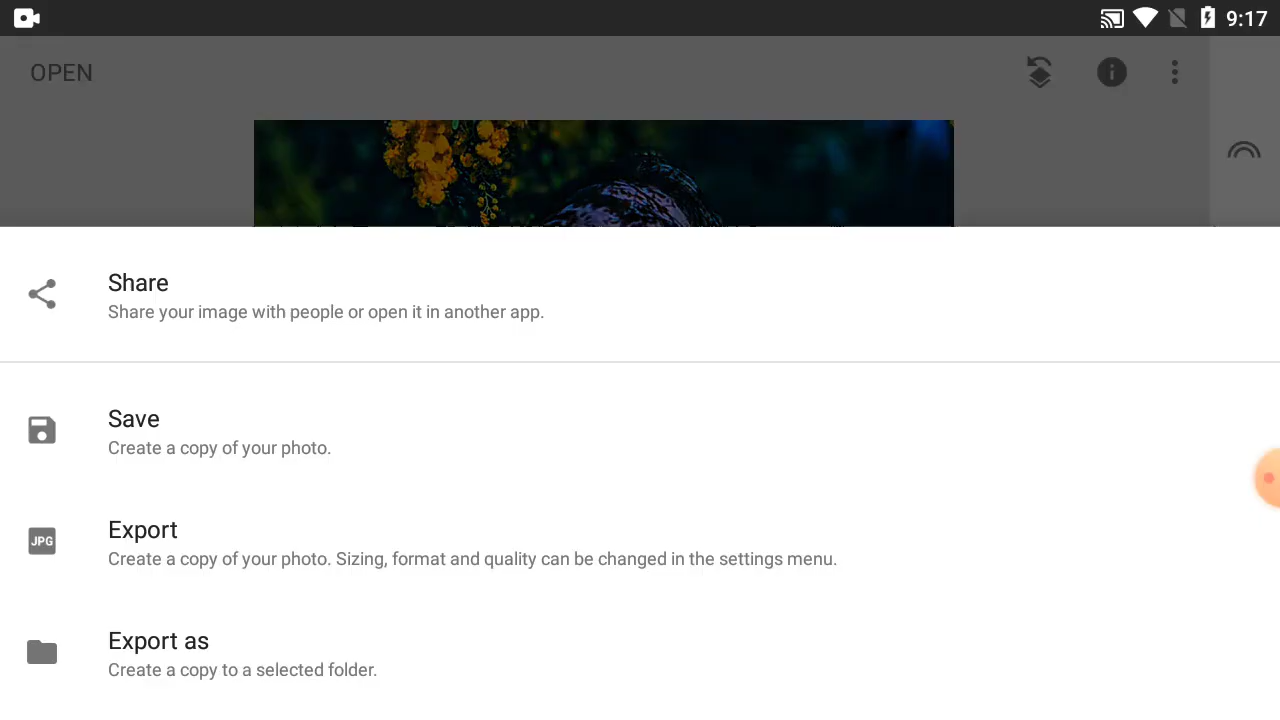 9:17
OPEN
Share
Share your image with people or open it in another app.
Save
Create a copy of your photo.
JPG
Export
Create a copy of your photo. Sizing, format and quality can be changed in the settings menu.
Export as
Create a copy to a selected folder.